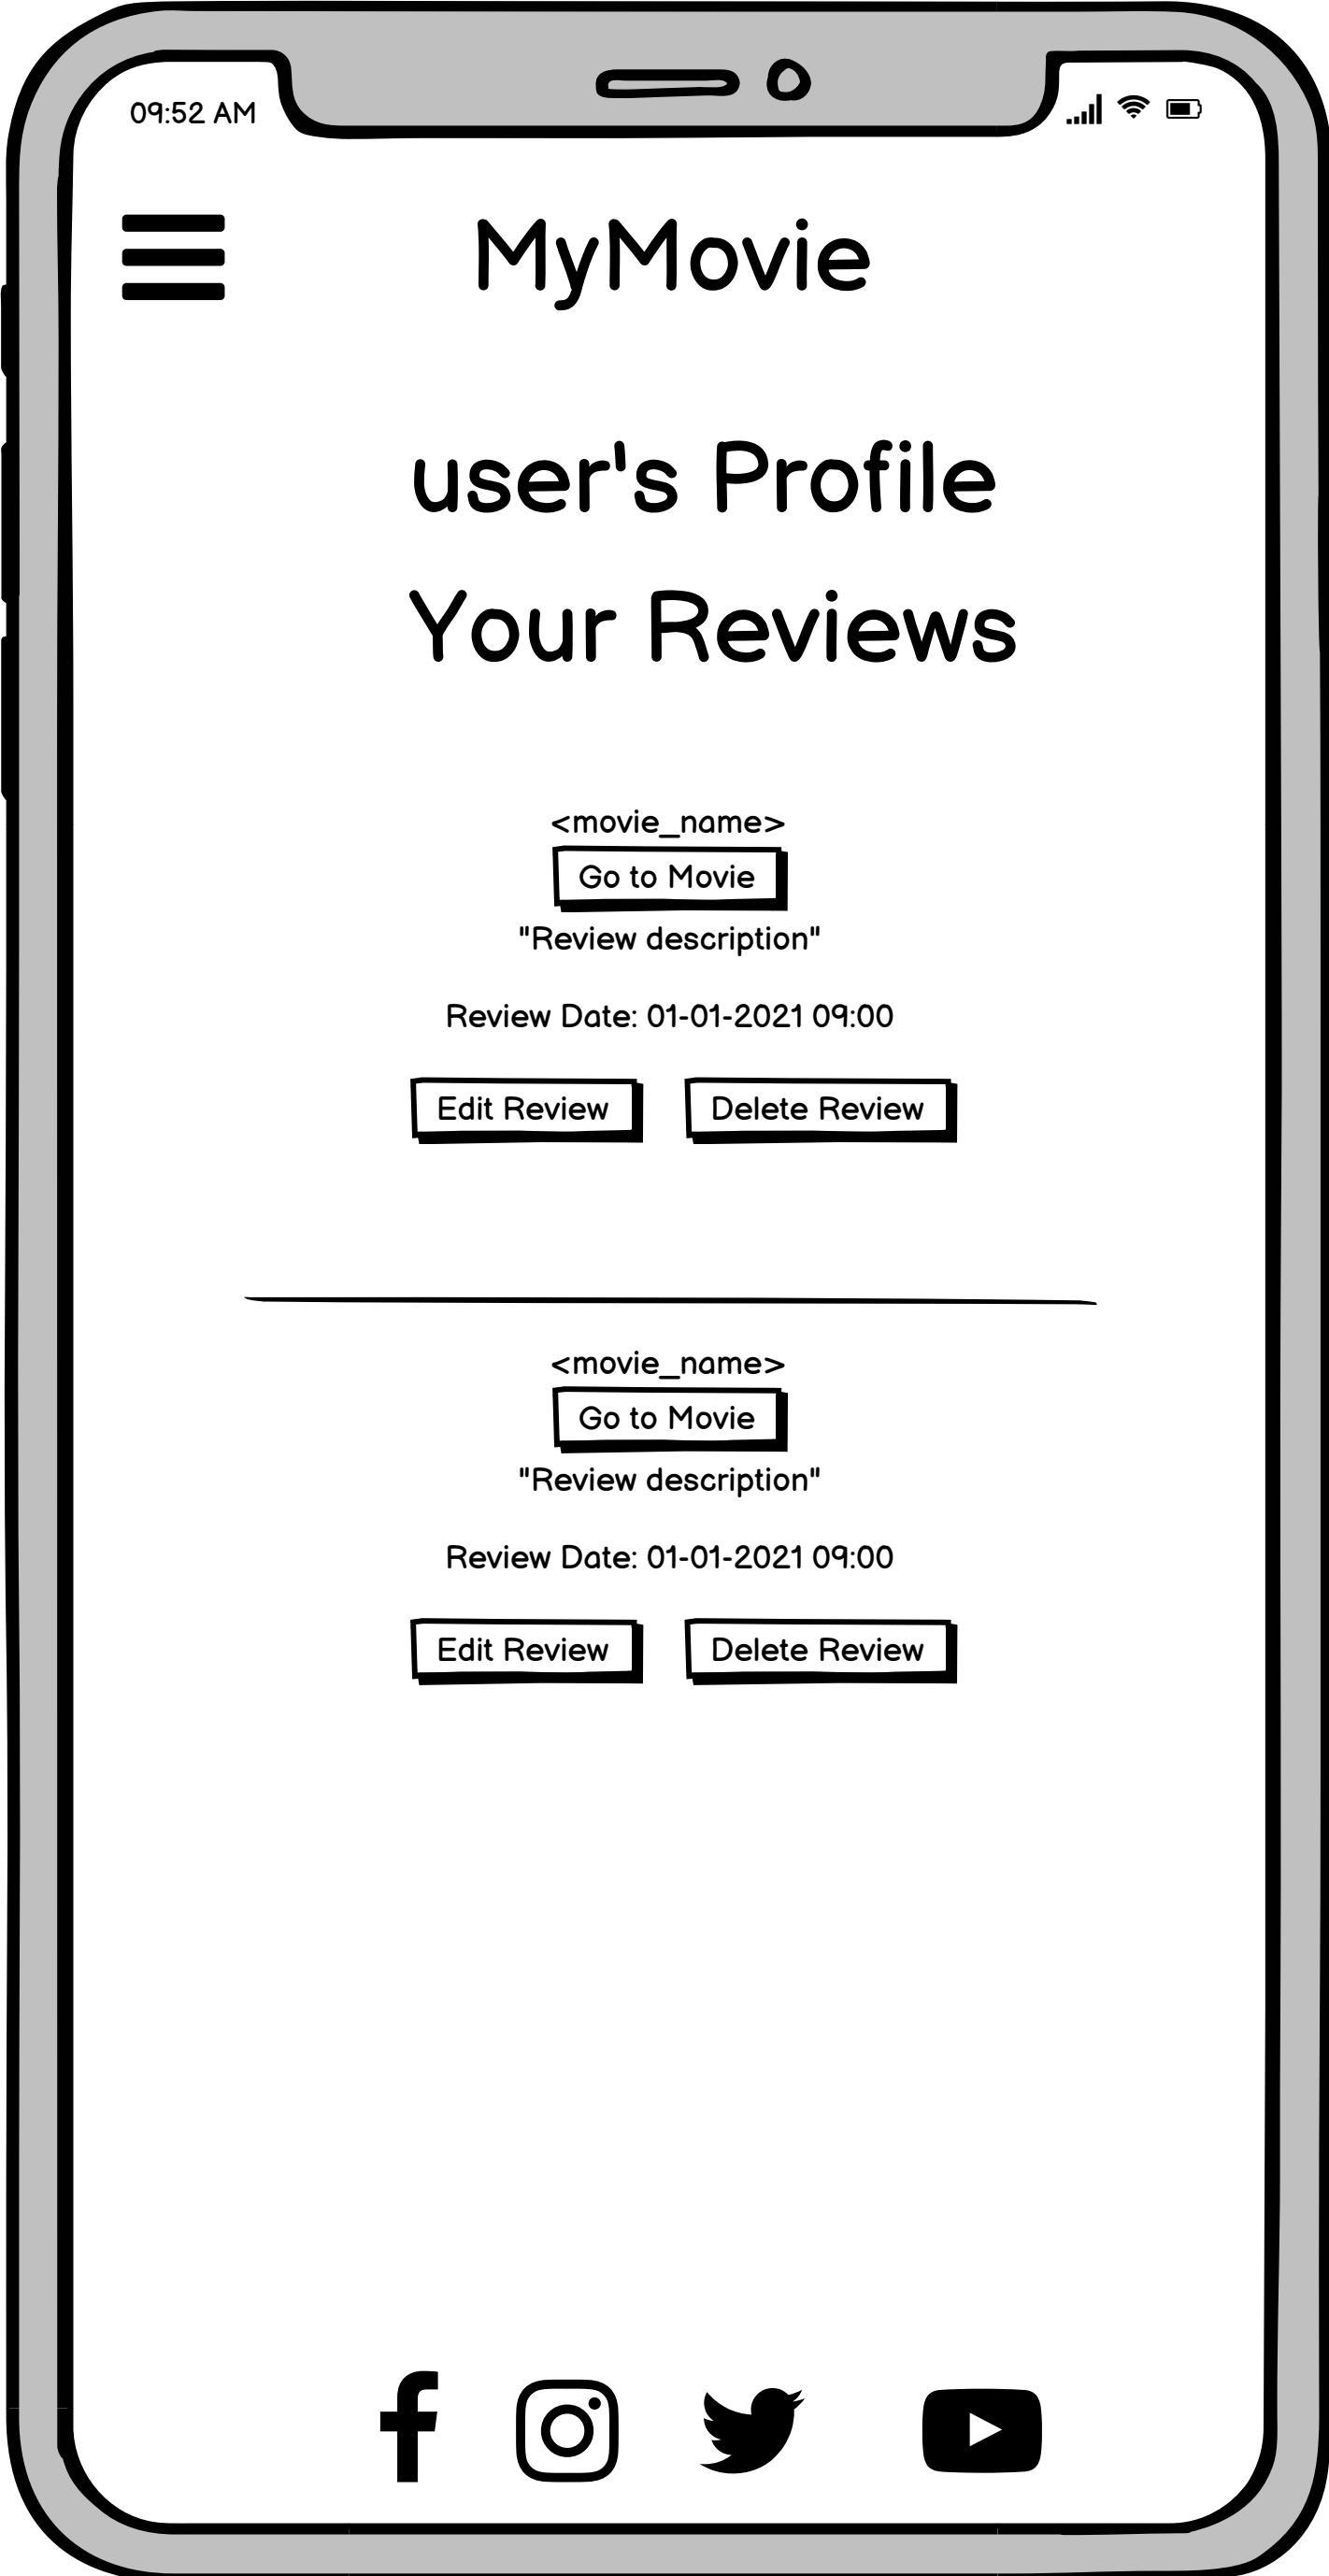 09:52 AM
MyMovie
user's Profile
Your Reviews
<movie_name>
Go to Movie
"Review description"
Review Date: 01-01-2021 09:00
Edit Review Delete Review
<movie_name>
Go to Movie
"Review description"
Review Date: 01-01-2021 09:00
Edit Review Delete Review